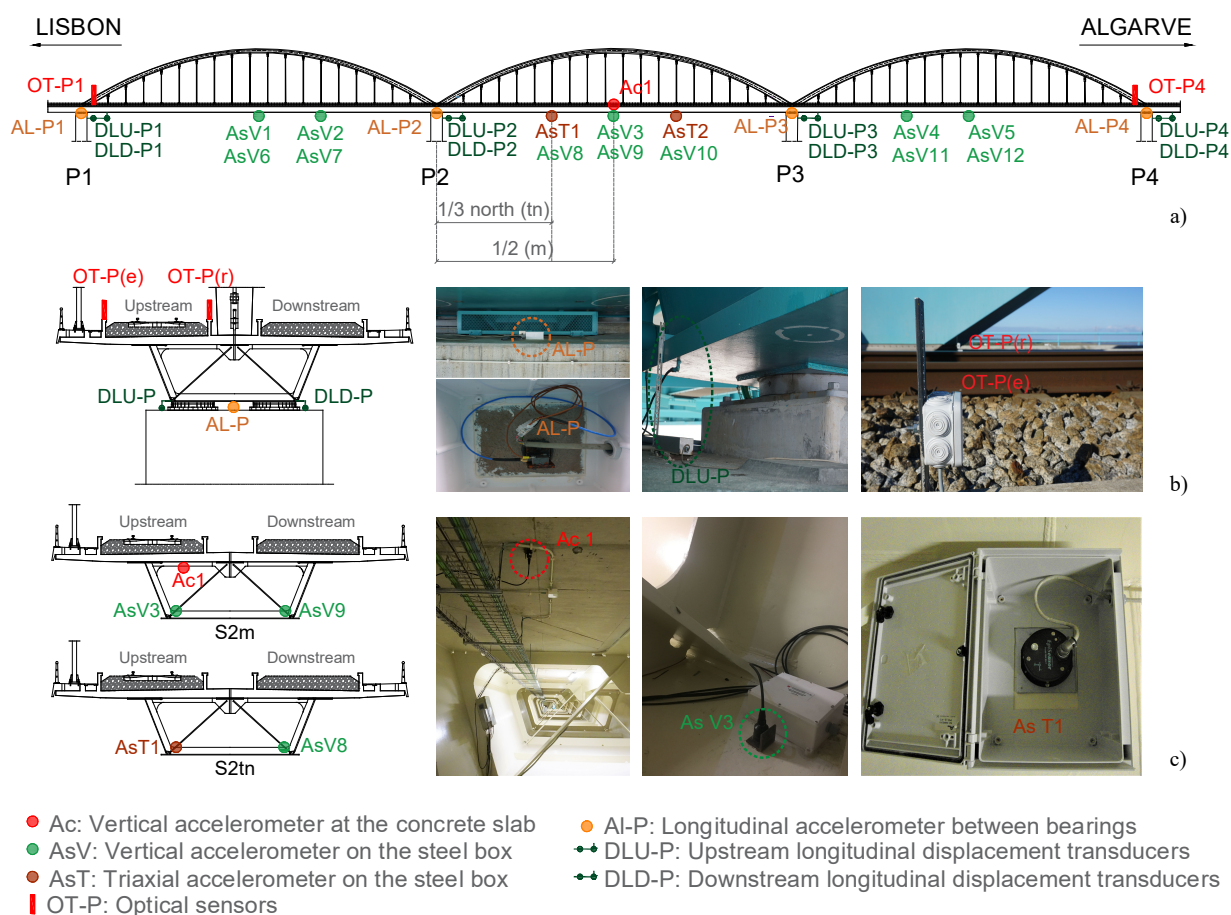 LISBON
ALGARVE
OT-P1
Ac1
OT-P4
AL-P1
DLU-P1
DLD-P1
AsV1
AsV6
AsV2
AsV7
AL-P2
DLU-P2
DLD-P2
AsT1
AsV8
AsV3
AsV9
AsT2
AsV10
AL-P3
DLU-P3
DLD-P3
AsV4
AsV11
AsV5
AsV12
AL-P4
DLU-P4
DLD-P4
P1
P2
P3
P4
1/3 north (tn)
1/2 (m)
a)
OT-P(e)
OT-P(r)
Upstream
Downstream
DLU-P
DLD-P
AL-P
AL-P
AL-P
DLU-P
OT-P(r)
OT-P(e)
b)
Upstream
Downstream
Ac1
AsV3
AsV9
S2m
Upstream
Downstream
AsT1
AsV8
S2tn
Ac 1
As V3
As T1
c)
Ac: Vertical accelerometer at the concrete slab
AsV: Vertical accelerometer on the steel box
AsT: Triaxial accelerometer on the steel box
OT-P: Optical sensors
Al-P: Longitudinal accelerometer between bearings
DLU-P: Upstream longitudinal displacement transducers
DLD-P: Downstream longitudinal displacement transducers